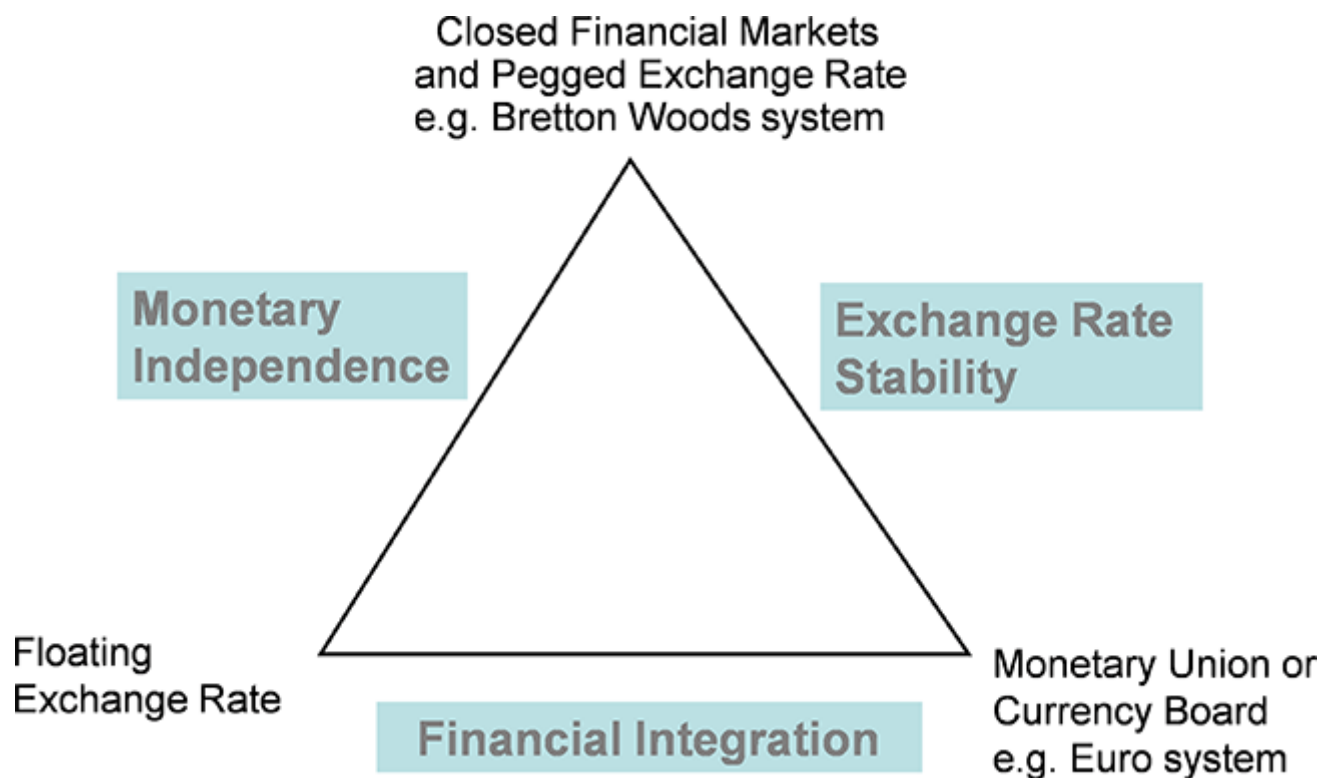 Closed Financial Markets
and Pegged Exchange Rate
e.g. Bretton Woods system
Monetary
Independence
Exchange Rate
Stability
Floating
Exchange Rate
Financial Integration
Monetary Union or
Currency Board
e.g. Euro system